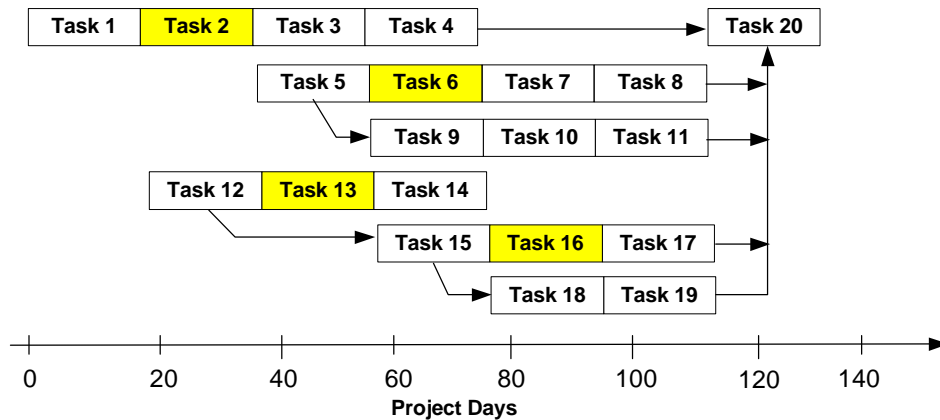 Task 1 Task 2 Task 3 Task 4 Task 20
Task 5 Task 6 Task 7 Task 8
Task 9 Task 10 Task 11
Task 12 Task 13 Task 14
Task 15 Task 16 Task 17
Task 18 Task 19
0 20 40 60 80 100 120 140
Project Days